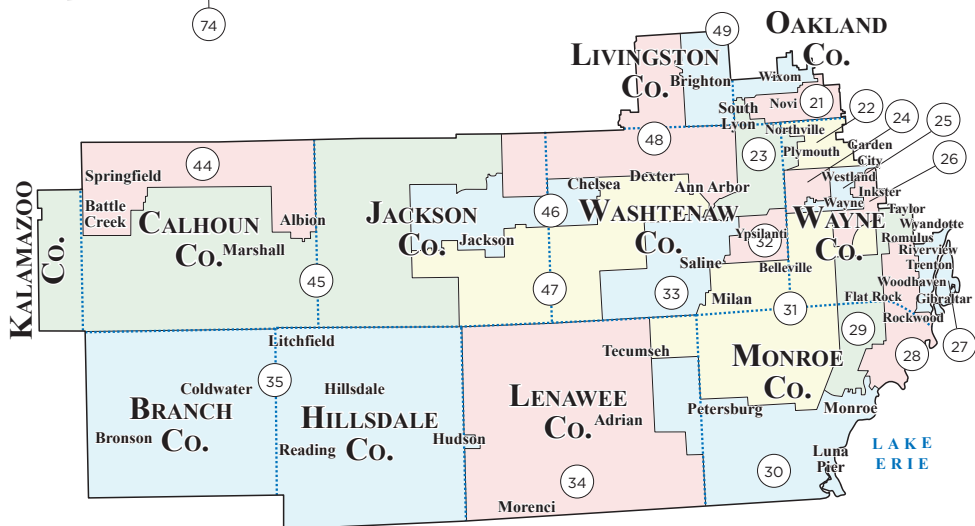 74
49
OAKLAND
CO.
LIVINGSTON
CO.
Brighton
Wixom
South
Lyon
Novi
21
22
24
25
26
Northville
Plymouth
Garden
City
23
48
44
Springfield
Battle
Creek
Albion
CALHOUN
CO.
Marshall
KALAMAZOO
CO.
45
JACKSON
CO.
Jackson
46
47
Chelsea
Dexter
Ann Arbor
WASHTENAW
CO.
Ypsilanti
32
Saline
33
Milan
Belleville
31
Westland
Wayne
Inkster
WAYNE
CO.
Taylor
Wyandotte
Romulus
Riverview
Trenton
Woodhaven
Gibraltar
Flat Rock
Rockwood
29
28
27
Litchfield
35
Coldwater
BRANCH
CO.
Bronson
Hillsdale
HILLSDALE
CO.
Reading
Hudson
Tecumseh
LENAWEE
CO.
Adrian
34
Morenci
MONROE
CO.
Petersburg
Monroe
30
Luna
Pier
LAKE
ERIE